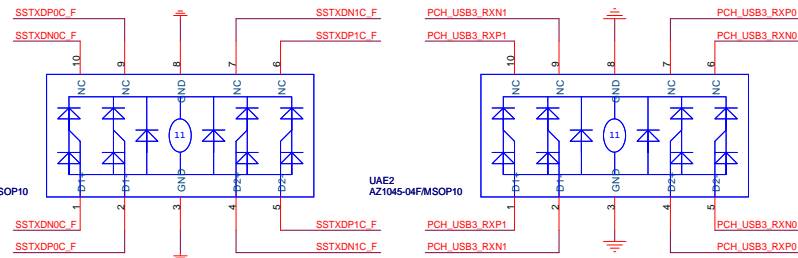 SSTXDP0C_F
SSTXDN1C_F
PCH_USB3_RXN1
PCH_USB3_RXP0
SSTXDN0C_F
SSTXDP1C_F
PCH_USB3_RXP1
PCH_USB3_RXN0
10
9
8
7
6
10
9
8
7
6
NC
NC
GND
NC
NC
NC
NC
GND
NC
NC
11
11
D1+
D1-
GND
D2+
D2-
D1+
D1-
GND
D2+
D2-
SOP10
UAE2
AZ1045-04F/MSOP10
1
2
3
4
5
1
2
3
4
5
SSTXDN0C_F
SSTXDP1C_F
PCH_USB3_RXP1
PCH_USB3_RXN0
SSTXDP0C_F
SSTXDN1C_F
PCH_USB3_RXN1
PCH_USB3_RXP0